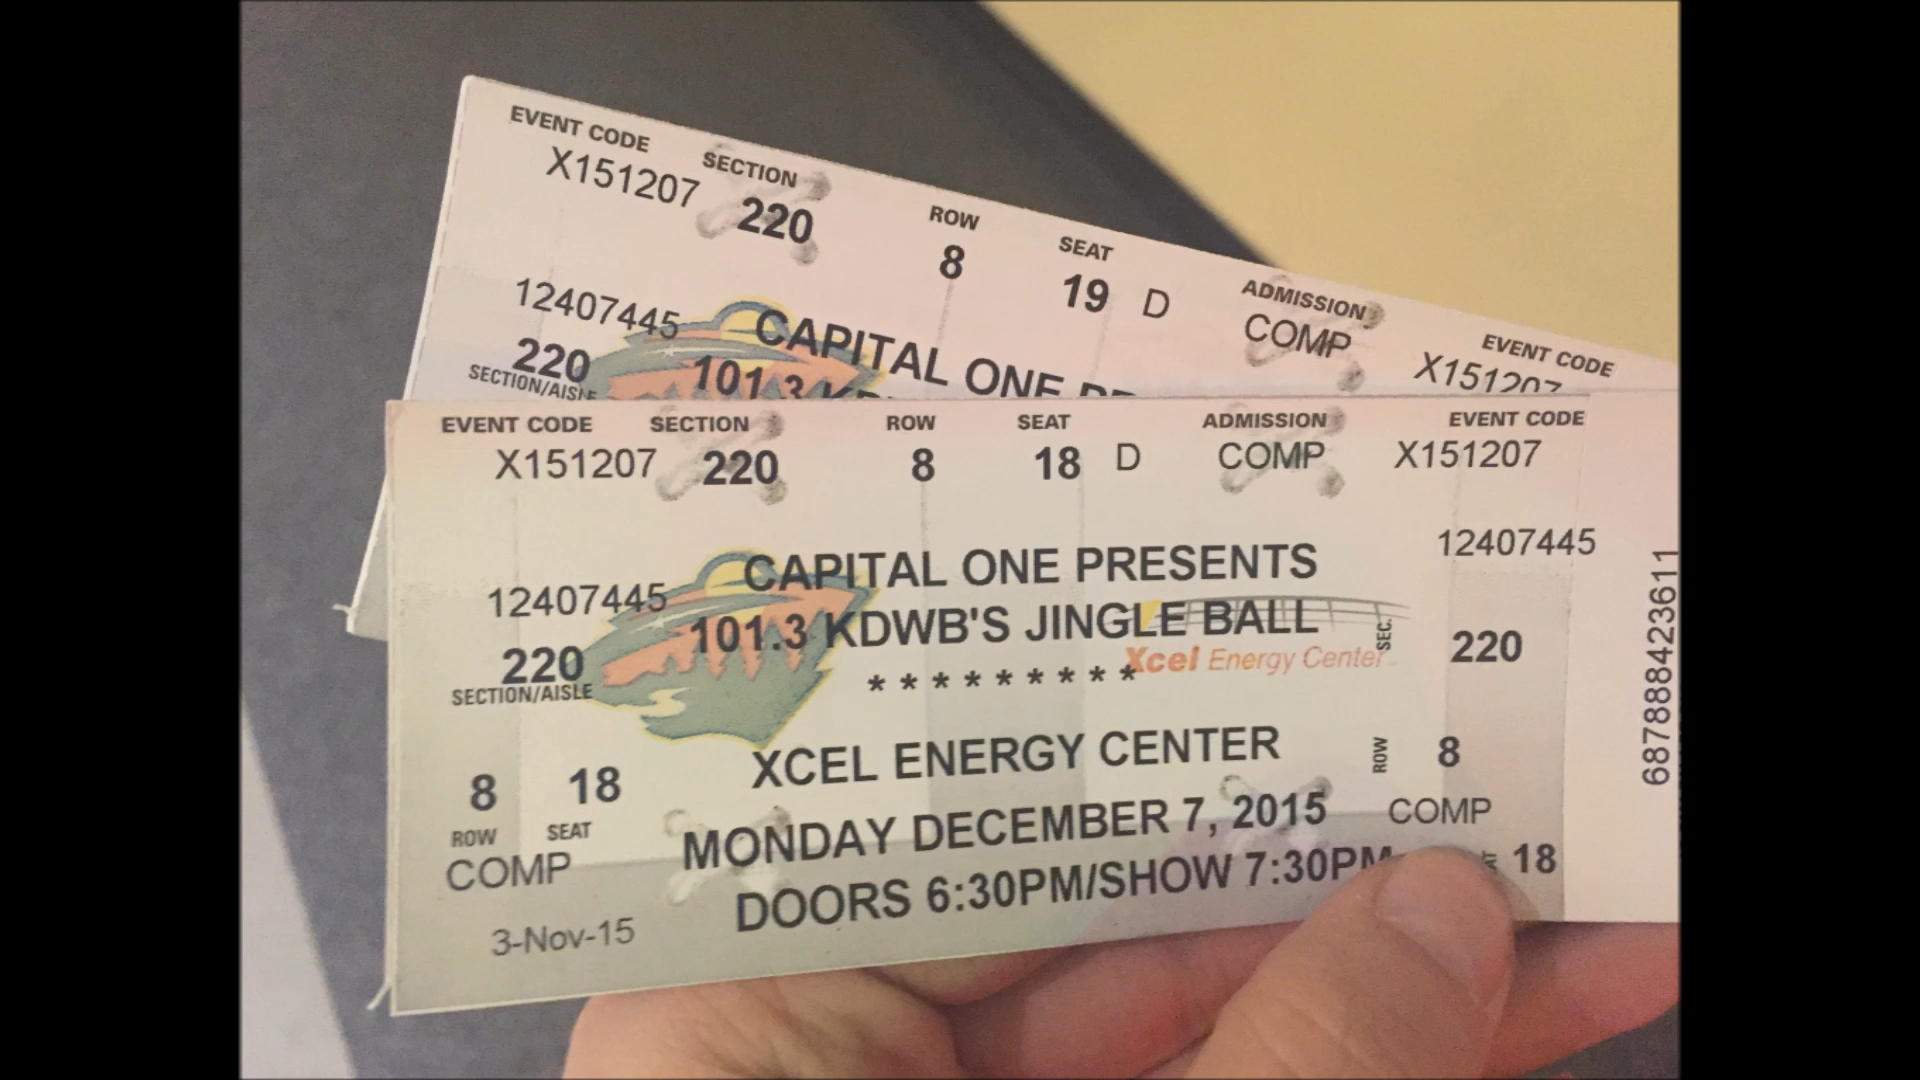 EVENT CODE SECTION ROW SEAT ADMISSION EVENT CODE
X151207 220 8 19 D COMP X151207
12407445
CAPITAL ONE
220 101.3
SECTION/AISLE
EVENT CODE SECTION ROW SEAT ADMISSION EVENT CODE
X151207 220 8 18 D COMP X151207
CAPITAL ONE PRESENTS 12407445
12407445 101.3 KDWB'S JINGLE BALL
220 * * * * * * * * * Xcel Energy Center SEC. 220
SECTION/AISLE
XCEL ENERGY CENTER ROW 8
8 18 MONDAY DECEMBER 7, 2015 COMP
ROW SEAT
COMP DOORS 6:30PM/SHOW 7:30PM 18
3-Nov-15
687888423611